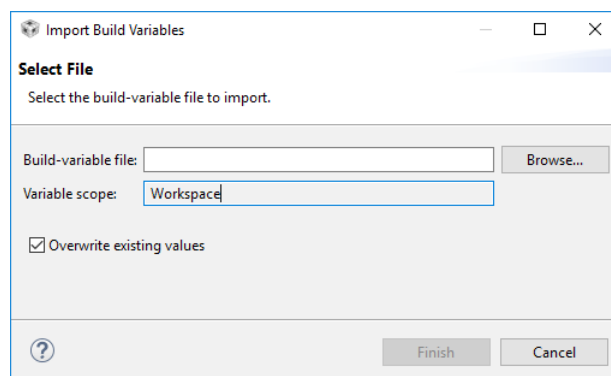 Import Build Variables
Select File
Select the build-variable file to import.
Build-variable file:
Browse...
Variable scope: Workspace
Overwrite existing values
?
Finish Cancel